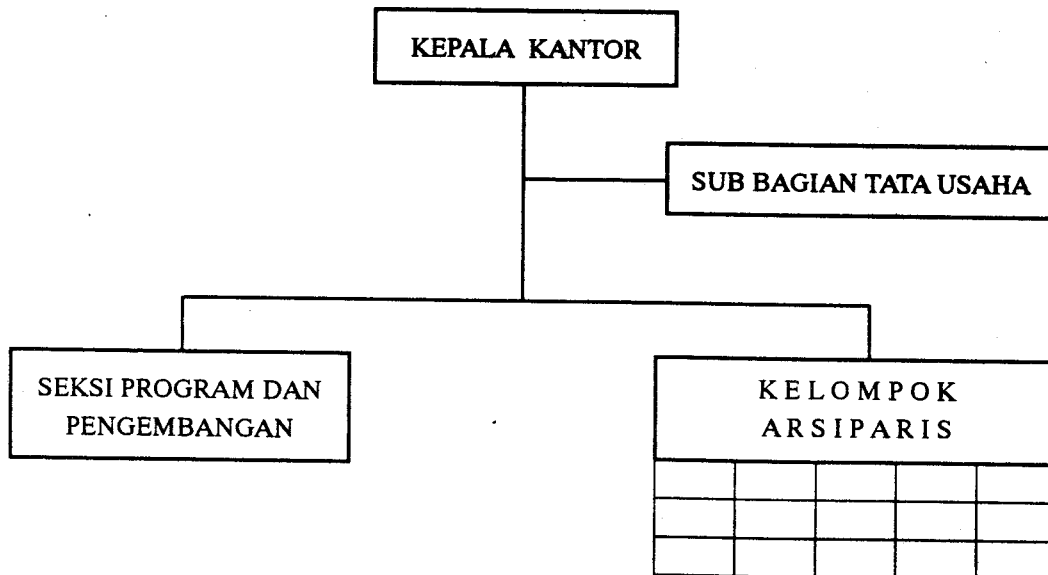 KEPALA KANTOR
SUB BAGIAN TATA USAHA
SEKSI PROGRAM DAN
PENGEMBANGAN
KELOMPOK
ARSIPARIS